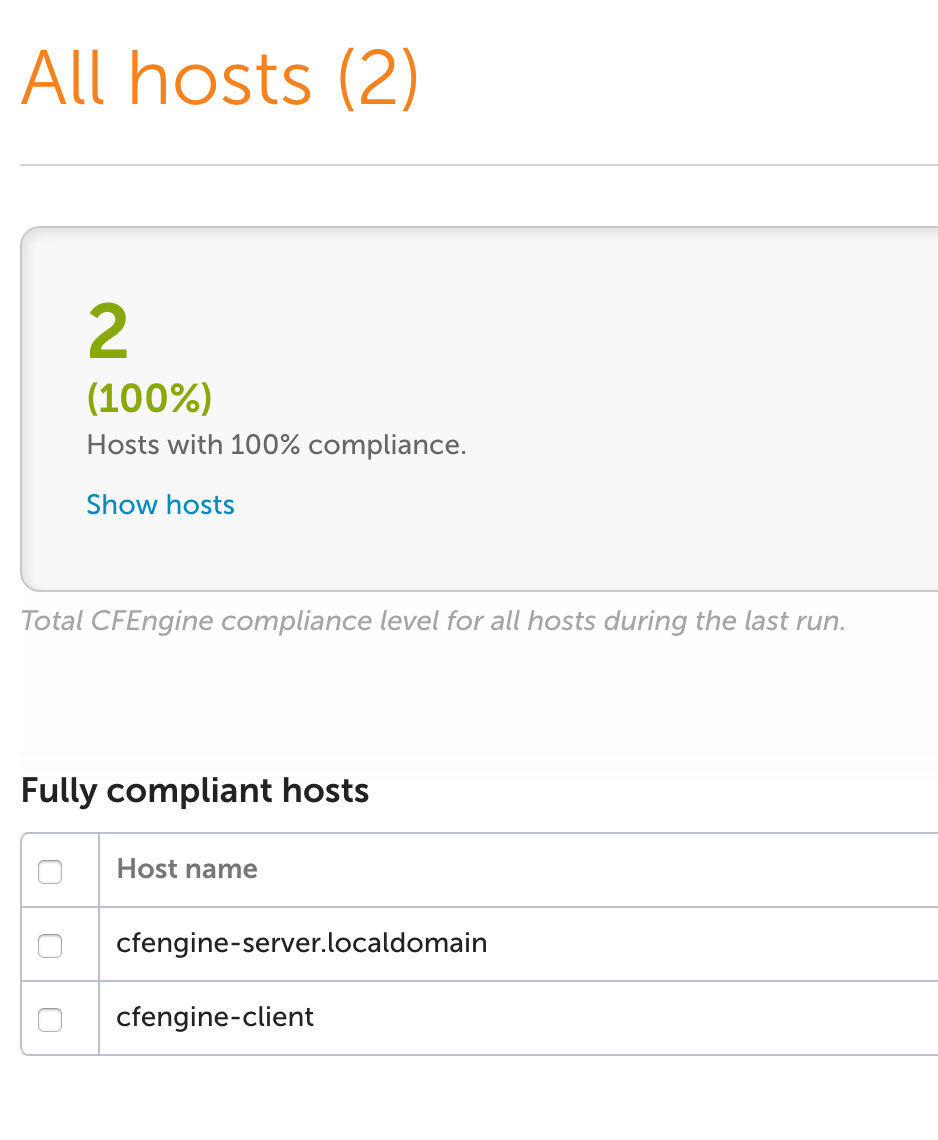 All hosts (2)
2
(100%)
Hosts with 100% compliance.
Show hosts
Total CFEngine compliance level for all hosts during the last run.
Fully compliant hosts
Host name
cfengine-server.localdomain
cfengine-client